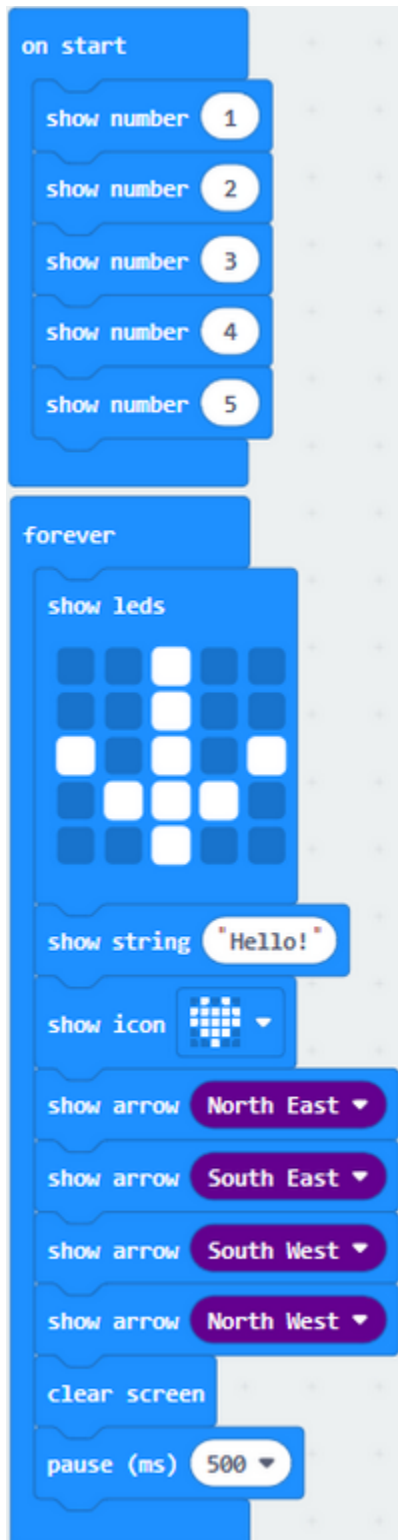 on start
show number 1
show number 2
show number 3
show number 4
show number 5
forever
show leds
show string "Hello!"
show icon
show arrow North East
show arrow South East
show arrow South West
show arrow North West
clear screen
pause (ms) 500